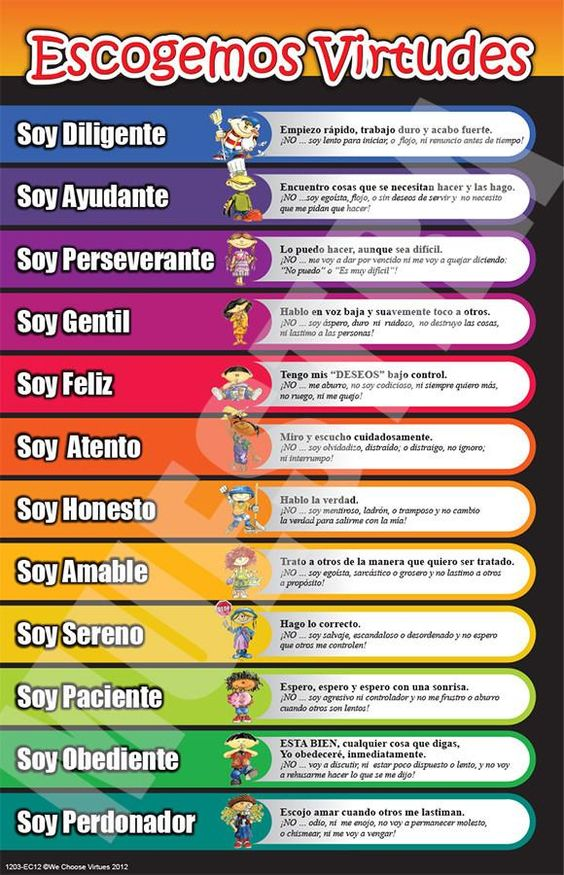 Escogemos Virtudes
Soy Diligente
Empiezo rápido, trabajo duro y acabo fuerte.
¡NO ... soy lento para iniciar, o flojo, ni renuncio antes de tiempo!
Soy Ayudante
Encuentro cosas que se necesitan hacer y las hago.
¡NO ...soy egoísta, flojo, o sin deseos de servir y no necesito
que me pidan que hacer!
Soy Perseverante
Lo puedo hacer, aunque sea difícil.
¡NO ... me voy a dar por vencido ni me voy a quejar diciendo:
"No puedo" o "Es muy difícil"!
Soy Gentil
Hablo en voz baja y suavemente toco a otros.
¡NO ... soy áspero, duro ni ruidoso, no destruyo las cosas,
ni lastimo a las personas!
Soy Feliz
Tengo mis "DESEOS" bajo control.
¡NO ... me aburro, no soy codicioso, ni siempre quiero más,
no ruego, ni me quejo!
Soy Atento
Miro y escucho cuidadosamente.
¡NO ... soy olvidadizo, distraído; o distraigo, no ignoro;
ni interrumpo!
Soy Honesto
Hablo la verdad.
¡NO ... soy mentiroso, ladrón, o tramposo y no cambio
la verdad para salirme con la mía!
Soy Amable
Trato a otros de la manera que quiero ser tratado.
¡NO ... soy egoísta, sarcástico o grosero y no lastimo a otros
a propósito!
Soy Sereno
STOP
Hago lo correcto.
¡NO ... soy salvaje, escandaloso o desordenado y no espero
que otros me controlen!
Soy Paciente
Espero, espero y espero con una sonrisa.
¡NO ... soy agresivo ni controlador y no me frustro o aburro
cuando otros son lentos!
Soy Obediente
ESTA BIEN, cualquier cosa que digas,
Yo obedeceré, inmediatamente.
¡NO ... voy a discutir, ni estar poco dispuesto o lento, y no voy
a rehusarme hacer lo que se me dijo!
Soy Perdonador
Escojo amar cuando otros me lastiman.
¡NO ... odio, ni me enojo, no voy a permanecer molesto,
o chismear, ni me voy a vengar!
1203-EC12 ©We Choose Virtues 2012
MUESTRA